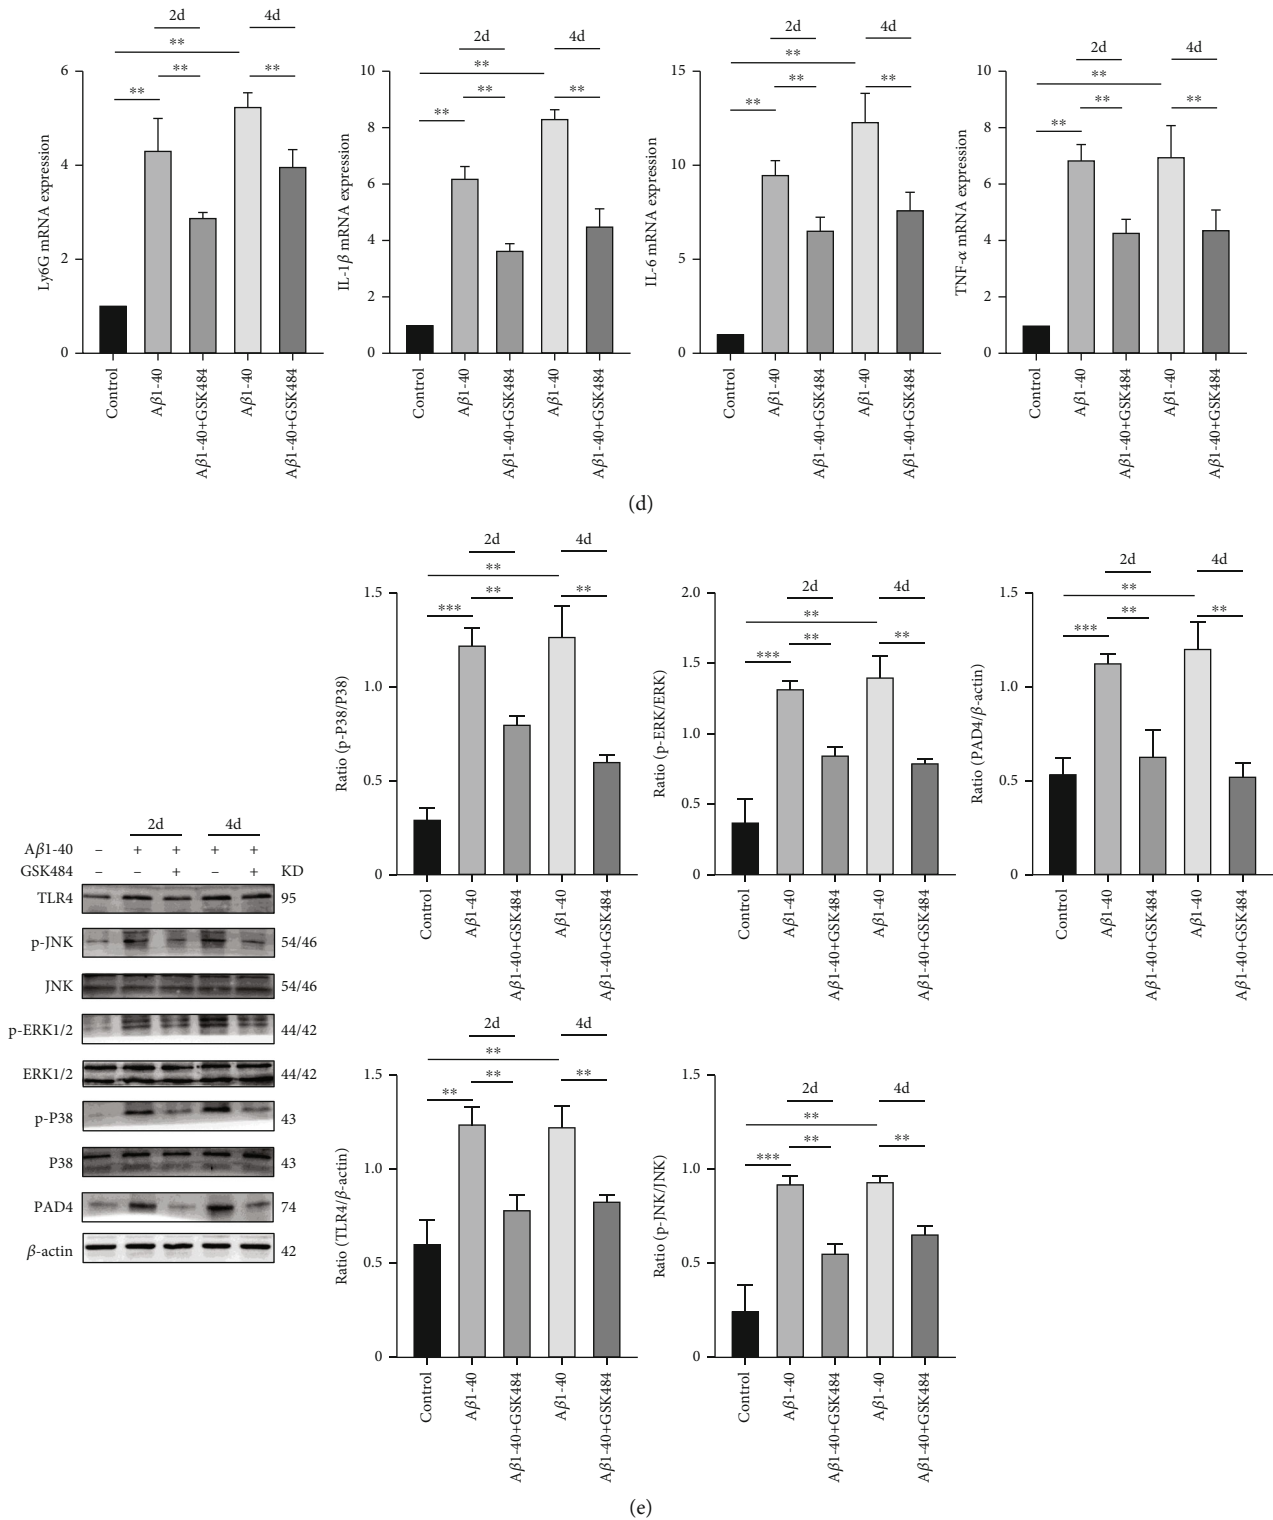 2d 4d
** ** ** **
Ly6G mRNA expression
6
4
2
0
Control
Aβ1-40
Aβ1-40+GSK484
Aβ1-40
Aβ1-40+GSK484
2d 4d
** ** ** **
IL-1β mRNA expression
10
8
6
4
2
0
Control
Aβ1-40
Aβ1-40+GSK484
Aβ1-40
Aβ1-40+GSK484
2d 4d
** ** ** **
IL-6 mRNA expression
15
10
5
0
Control
Aβ1-40
Aβ1-40+GSK484
Aβ1-40
Aβ1-40+GSK484
2d 4d
** ** ** **
TNF-α mRNA expression
10
8
6
4
2
0
Control
Aβ1-40
Aβ1-40+GSK484
Aβ1-40
Aβ1-40+GSK484
(d)
2d 4d
Aβ1-40 – + + + +
GSK484 – – + – + KD
TLR4 95
p-JNK 54/46
JNK 54/46
p-ERK1/2 44/42
ERK1/2 44/42
p-P38 43
P38 43
PAD4 74
β-actin 42
2d 4d
** *** ** **
Ratio (p-P38/P38)
1.5
1.0
0.5
0
Control
Aβ1-40
Aβ1-40+GSK484
Aβ1-40
Aβ1-40+GSK484
2d 4d
** *** ** **
Ratio (p-ERK/ERK)
2.0
1.5
1.0
0.5
0
Control
Aβ1-40
Aβ1-40+GSK484
Aβ1-40
Aβ1-40+GSK484
2d 4d
** *** ** **
Ratio (PAD4/β-actin)
1.5
1.0
0.5
0
Control
Aβ1-40
Aβ1-40+GSK484
Aβ1-40
Aβ1-40+GSK484
2d 4d
** ** ** **
Ratio (TLR4/β-actin)
1.5
1.0
0.5
0
Control
Aβ1-40
Aβ1-40+GSK484
Aβ1-40
Aβ1-40+GSK484
2d 4d
** *** ** **
Ratio (p-JNK/JNK)
1.5
1.0
0.5
0
Control
Aβ1-40
Aβ1-40+GSK484
Aβ1-40
Aβ1-40+GSK484
(e)